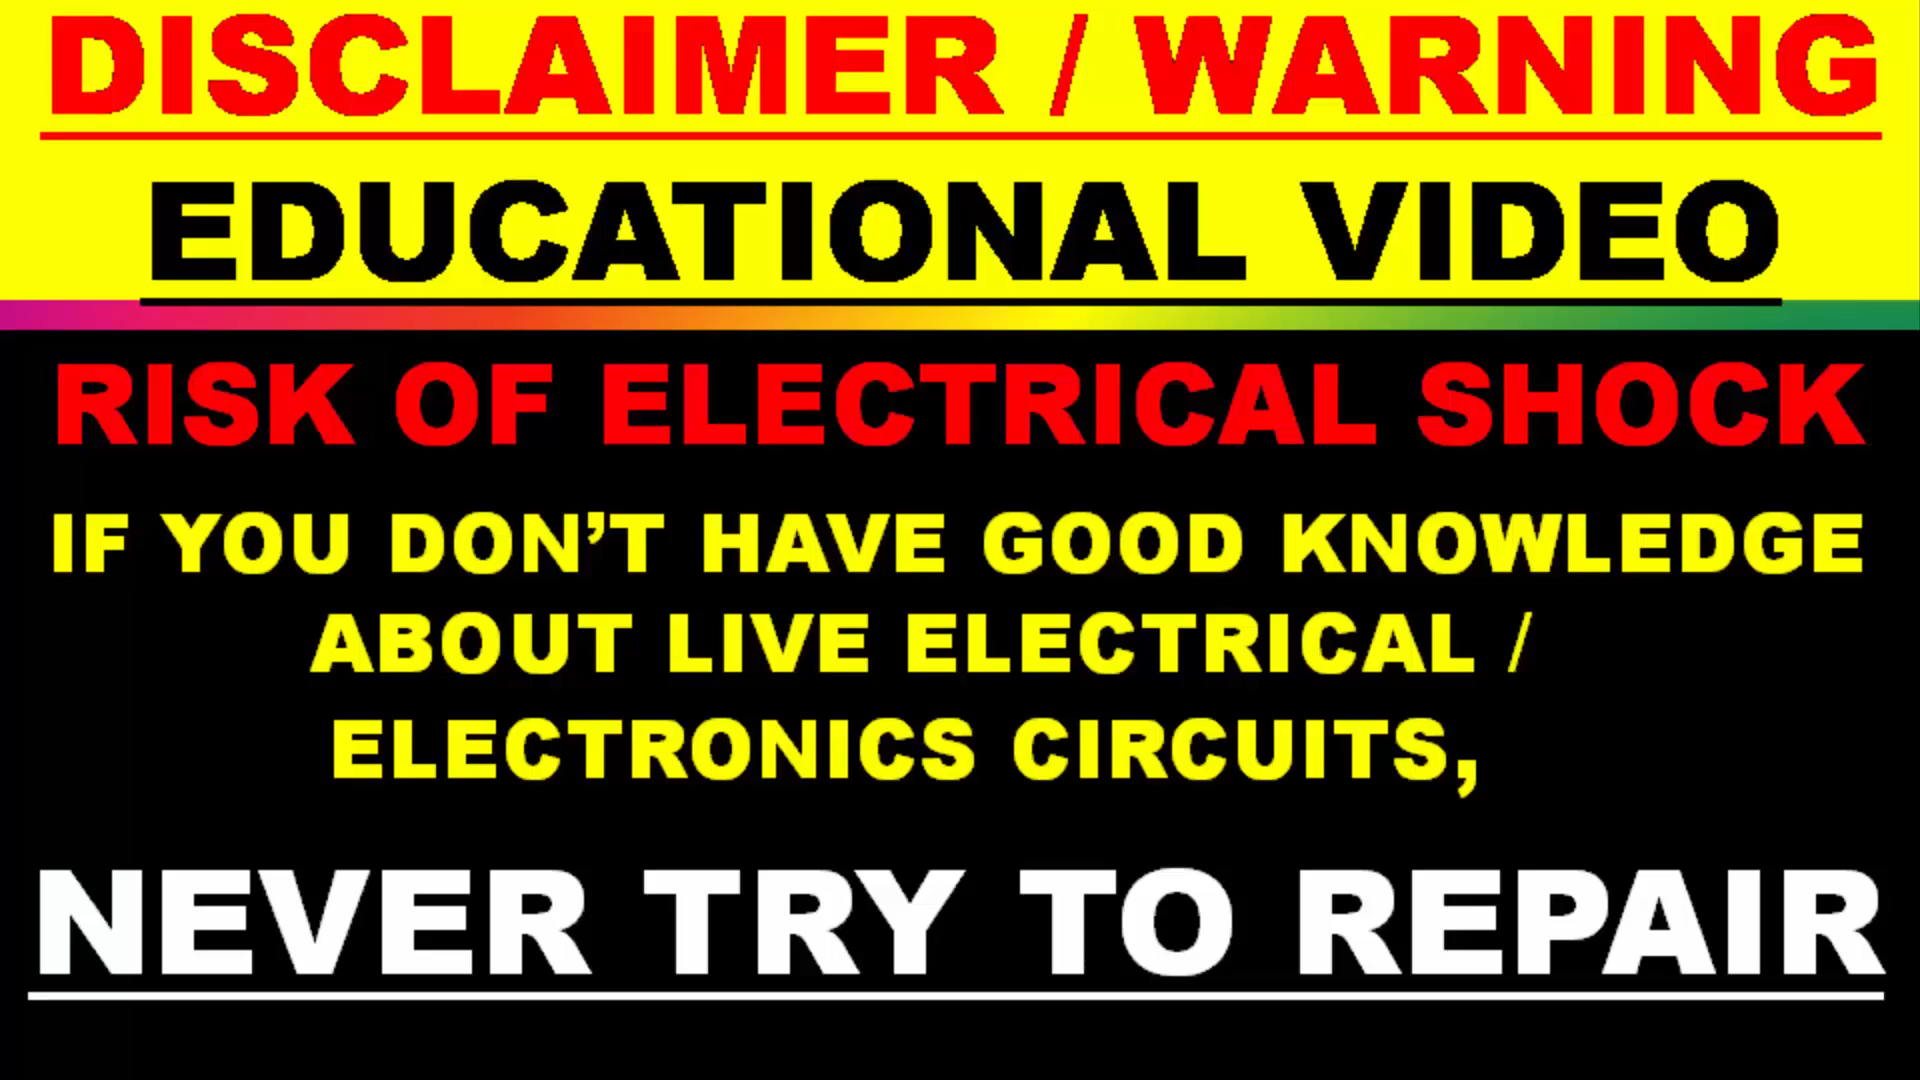 DISCLAIMER / WARNING
EDUCATIONAL VIDEO
RISK OF ELECTRICAL SHOCK
IF YOU DON’T HAVE GOOD KNOWLEDGE
ABOUT LIVE ELECTRICAL /
ELECTRONICS CIRCUITS,
NEVER TRY TO REPAIR